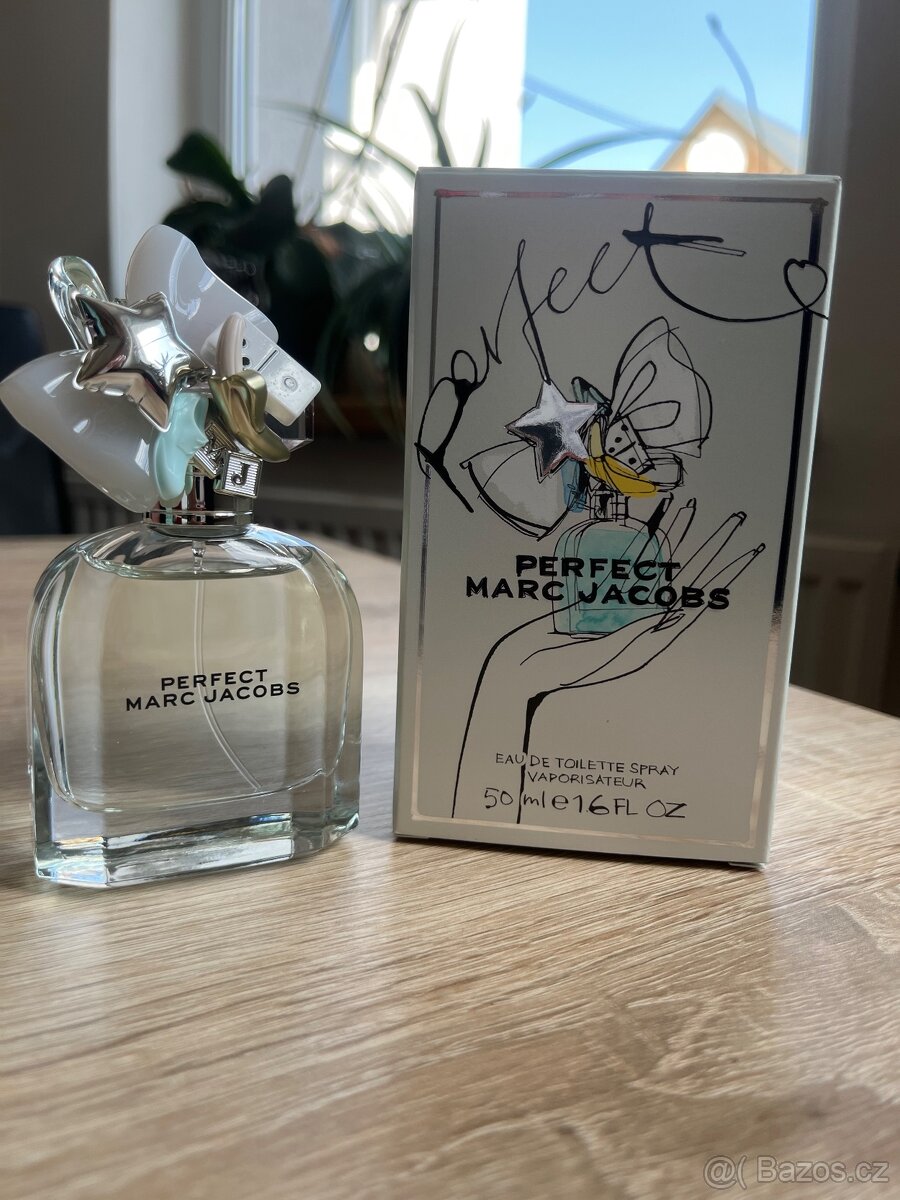 perfect
PERFECT
MARC JACOBS
EAU DE TOILETTE SPRAY
VAPORISATEUR
50 ml e 1.6 FL OZ
J
PERFECT
MARC JACOBS
@( Bazos.cz